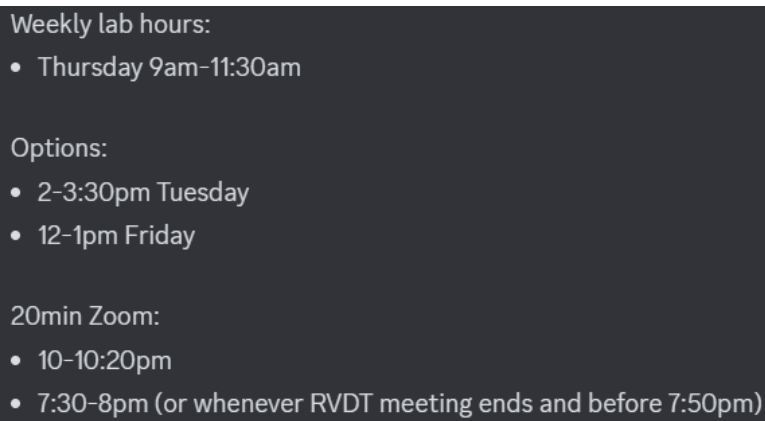 Weekly lab hours:
• Thursday 9am-11:30am
Options:
• 2-3:30pm Tuesday
• 12-1pm Friday
20min Zoom:
• 10-10:20pm
• 7:30-8pm (or whenever RVDT meeting ends and before 7:50pm)